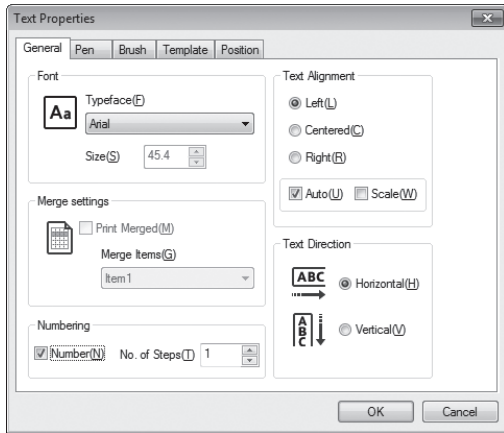 Text Properties
General Pen Brush Template Position
Font
Aa
Typeface(F)
Arial
Size(S) 45.4
Merge settings
Print Merged(M)
Merge Items(G)
Item1
Numbering
Number(N) No. of Steps(T) 1
Text Alignment
Left(L)
Centered(C)
Right(R)
Auto(U) Scale(W)
Text Direction
ABC
Horizontal(H)
ABC
Vertical(V)
OK Cancel